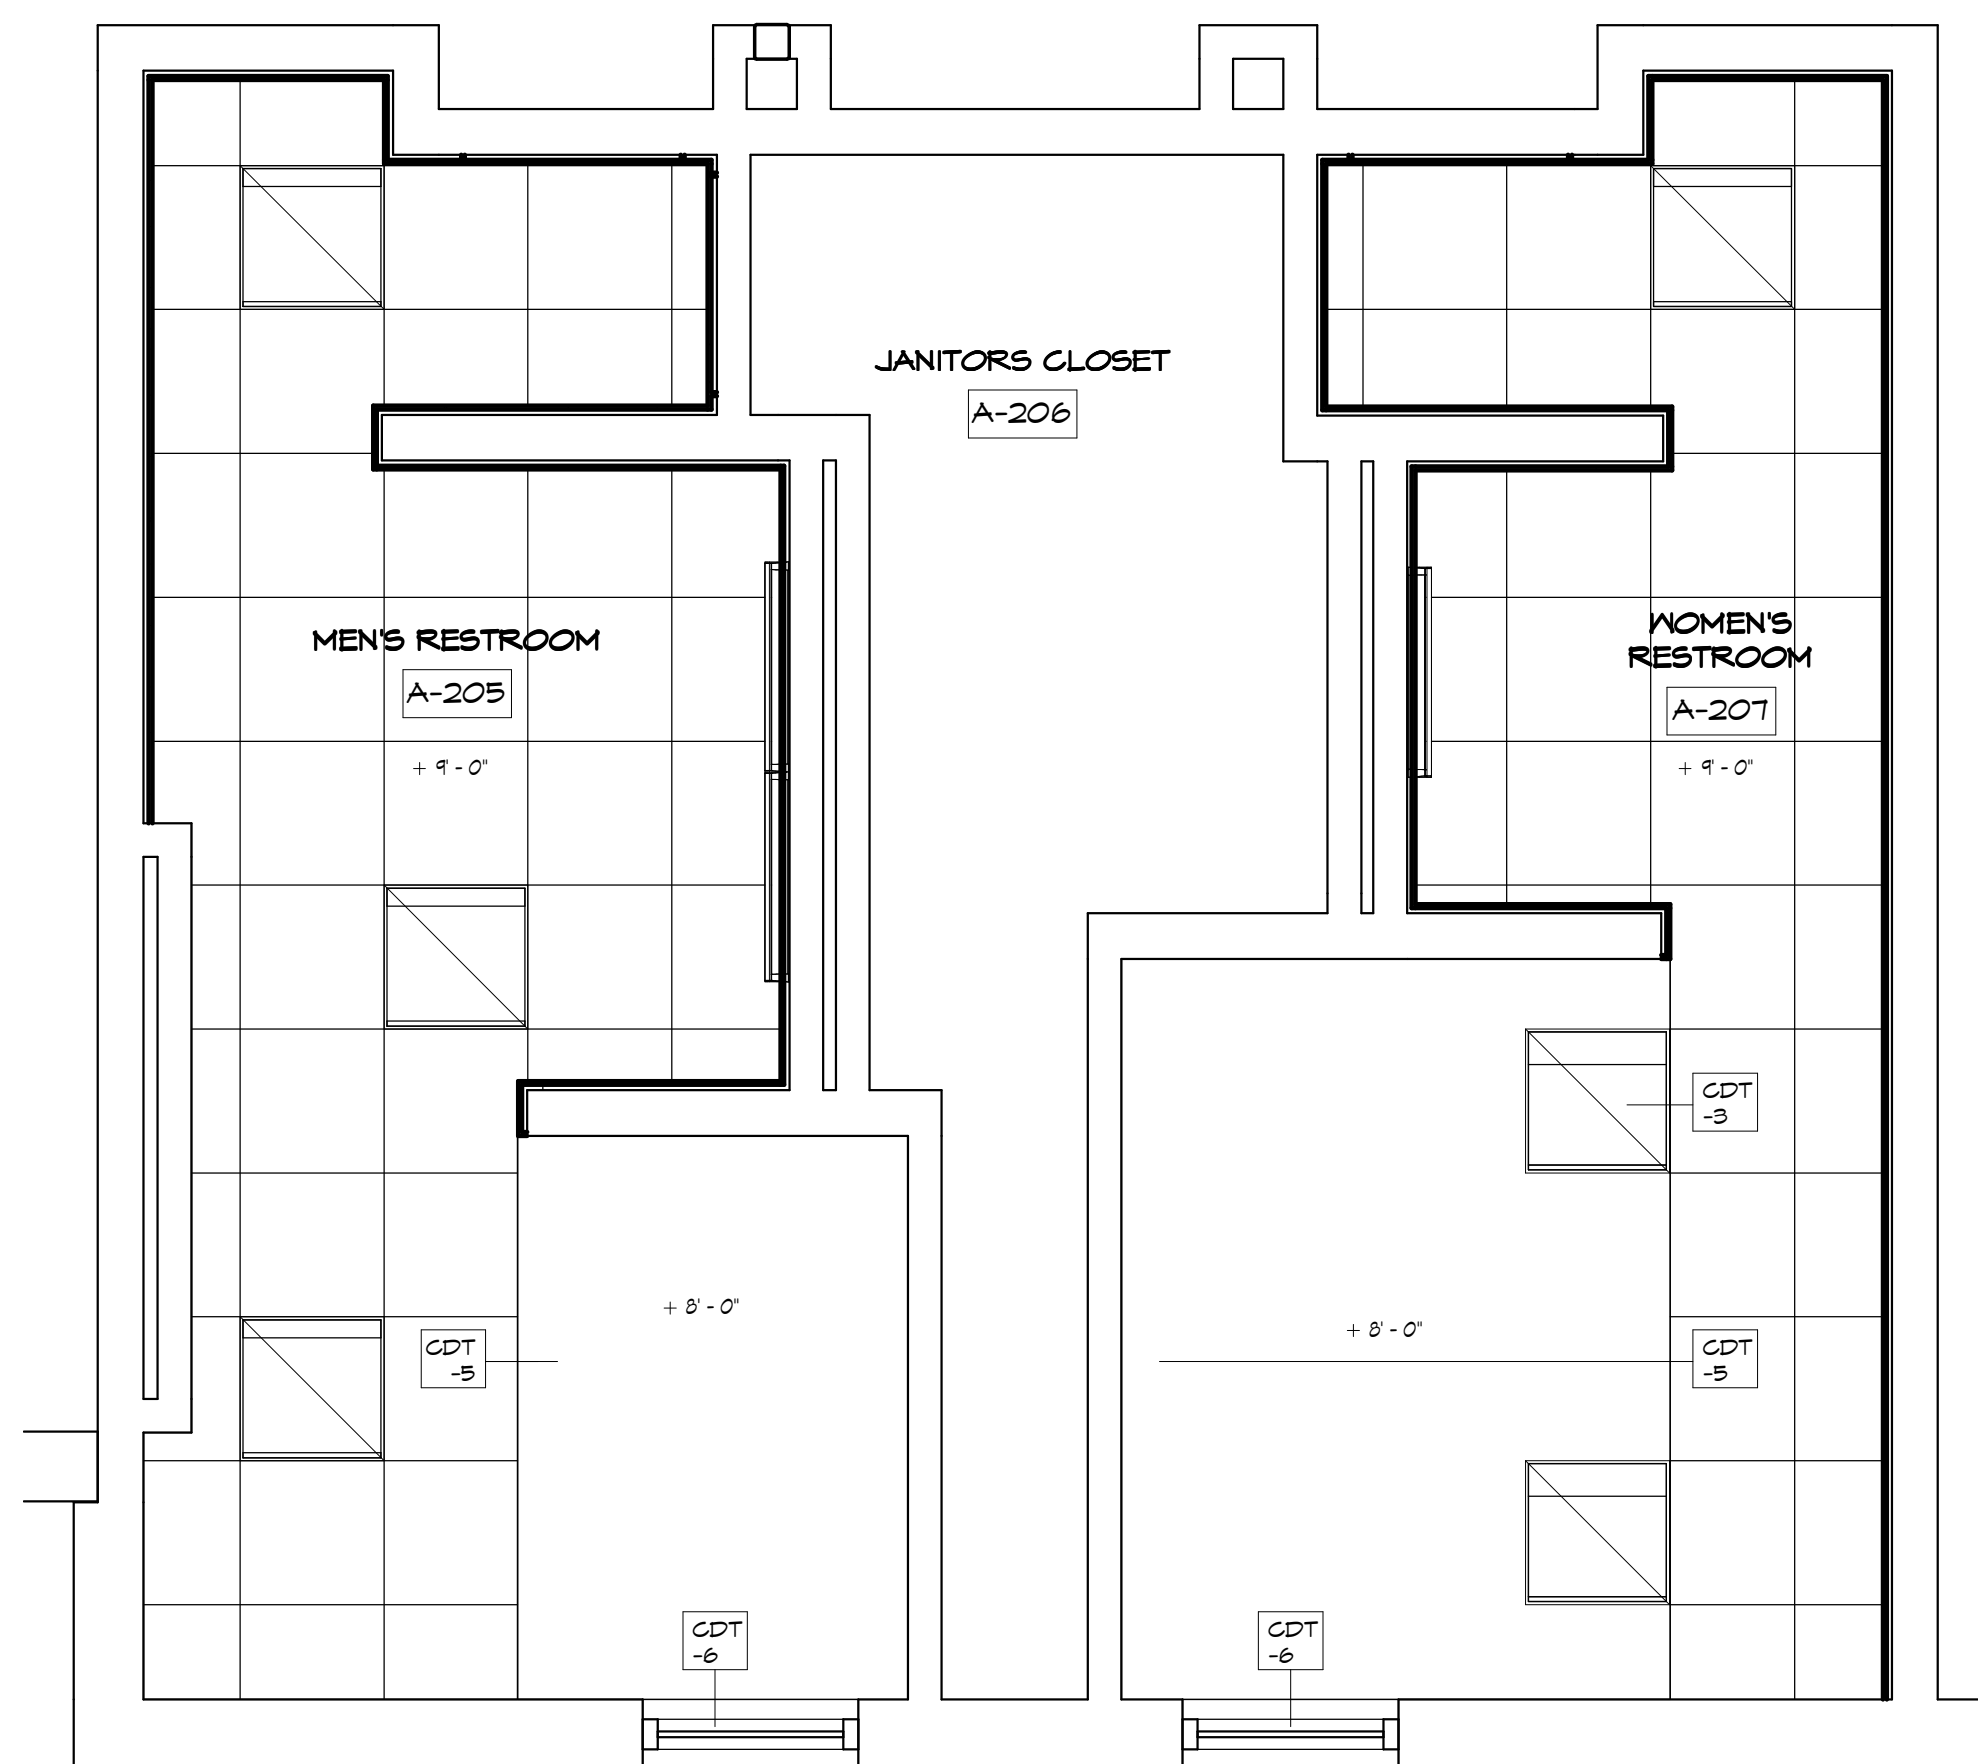 JANITORS CLOSET
A-206
MEN'S RESTROOM
A-205
+ 9' - 0"
WOMEN'S
RESTROOM
A-207
+ 9' - 0"
CDT
-3
+ 8' - 0"
CDT
-5
+ 8' - 0"
CDT
-5
CDT
-6
CDT
-6